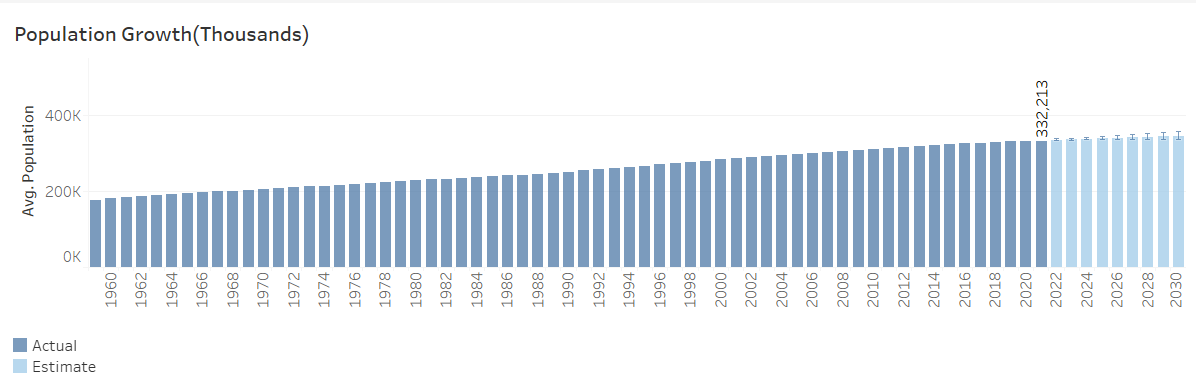 Population Growth(Thousands)
Avg. Population
400K
200K
0K
332,213
1960 1962 1964 1966 1968 1970 1972 1974 1976 1978 1980 1982 1984 1986 1988 1990 1992 1994 1996 1998 2000 2002 2004 2006 2008 2010 2012 2014 2016 2018 2020 2022 2024 2026 2028 2030
Actual
Estimate